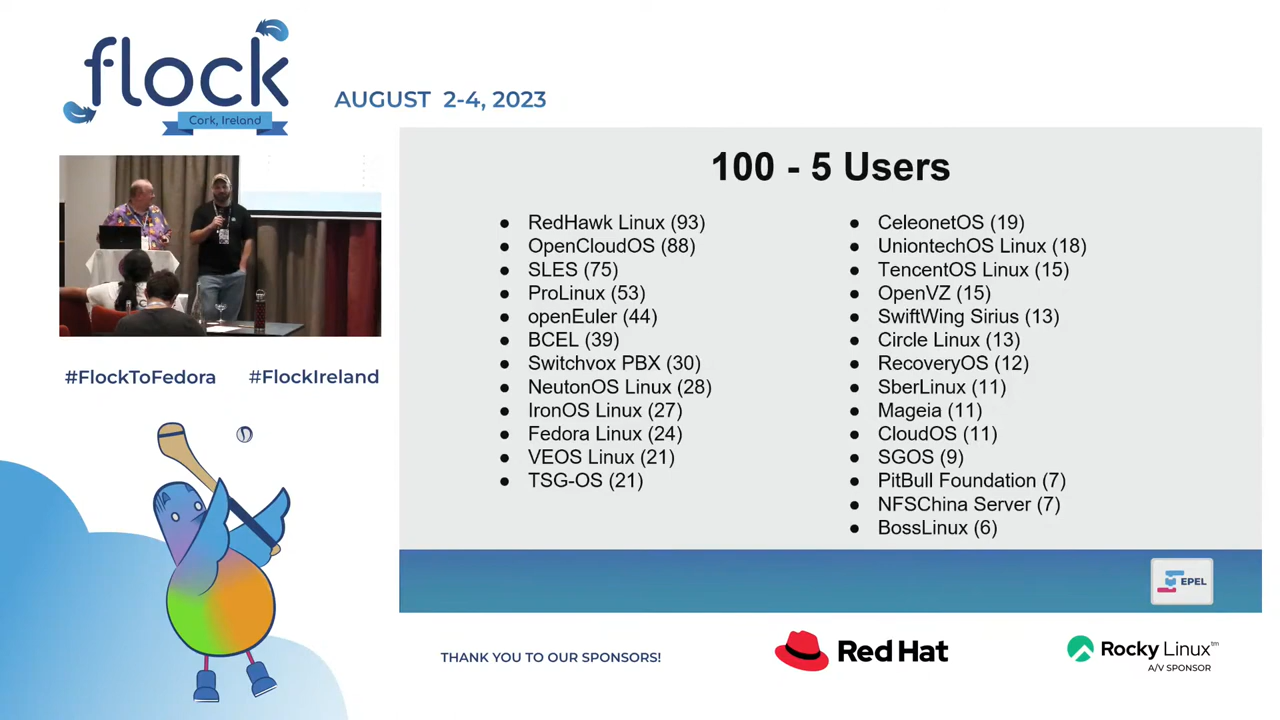 flock
Cork, Ireland
AUGUST 2-4, 2023
100 - 5 Users
● RedHawk Linux (93)
● OpenCloudOS (88)
● SLES (75)
● ProLinux (53)
● openEuler (44)
● BCEL (39)
● Switchvox PBX (30)
● NeutonOS Linux (28)
● IronOS Linux (27)
● Fedora Linux (24)
● VEOS Linux (21)
● TSG-OS (21)
● CeleonetOS (19)
● UniontechOS Linux (18)
● TencentOS Linux (15)
● OpenVZ (15)
● SwiftWing Sirius (13)
● Circle Linux (13)
● RecoveryOS (12)
● SberLinux (11)
● Mageia (11)
● CloudOS (11)
● SGOS (9)
● PitBull Foundation (7)
● NFSChina Server (7)
● BossLinux (6)
EPEL
#FlockToFedora #FlockIreland
THANK YOU TO OUR SPONSORS!
Red Hat
Rocky Linux™
A/V SPONSOR